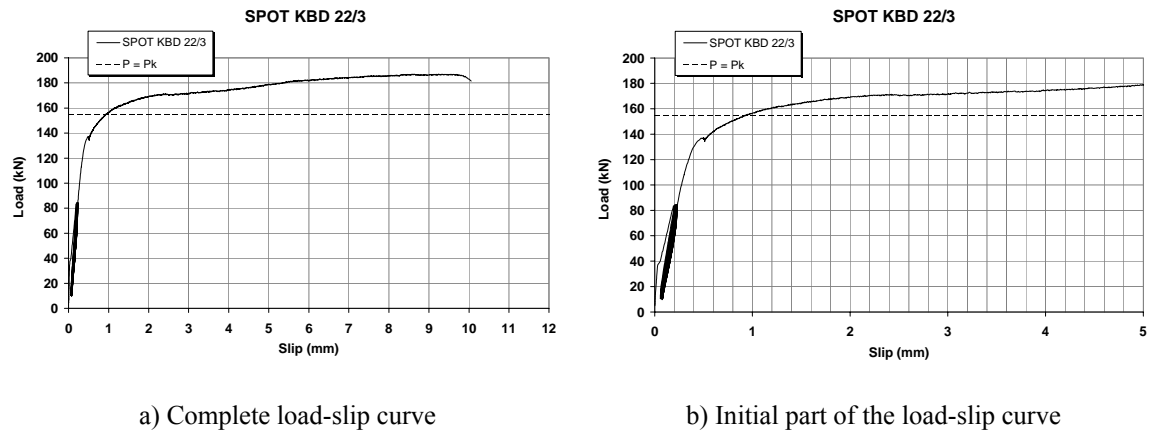 SPOT KBD 22/3
SPOT KBD 22/3
P = Pk
200
180
160
140
120
100
80
60
40
20
0
Load (kN)
0 1 2 3 4 5 6 7 8 9 10 11 12
Slip (mm)
a) Complete load-slip curve
SPOT KBD 22/3
SPOT KBD 22/3
P = Pk
200
180
160
140
120
100
80
60
40
20
0
Load (kN)
0 1 2 3 4 5
Slip (mm)
b) Initial part of the load-slip curve